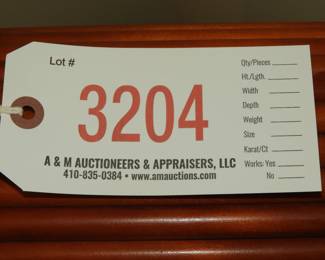 Lot #
3204
A & M AUCTIONEERS & APPRAISERS, LLC
410-835-0384 • www.amauctions.com
Qty/Pieces
Ht./Lgth.
Width
Depth
Weight
Size
Karat/Ct
Works: Yes
No